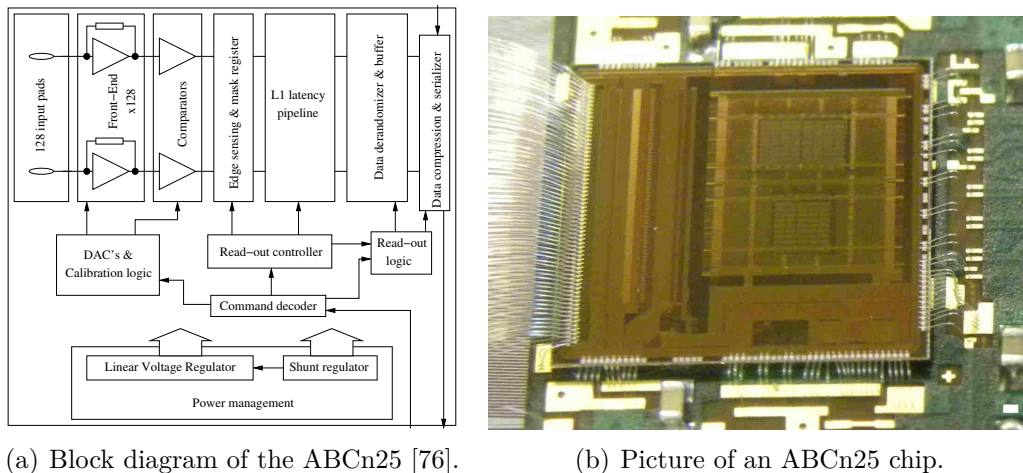 128 input pads
Front−End
x128
Comparators
Edge sensing & mask register
L1 latency
pipeline
Data derandomizer & buffer
Data compression & serializer
DAC's &
Calibration logic
Read−out controller
Read−out
logic
Command decoder
Linear Voltage Regulator
Shunt regulator
Power management
(a) Block diagram of the ABCn25 [76].
(b) Picture of an ABCn25 chip.